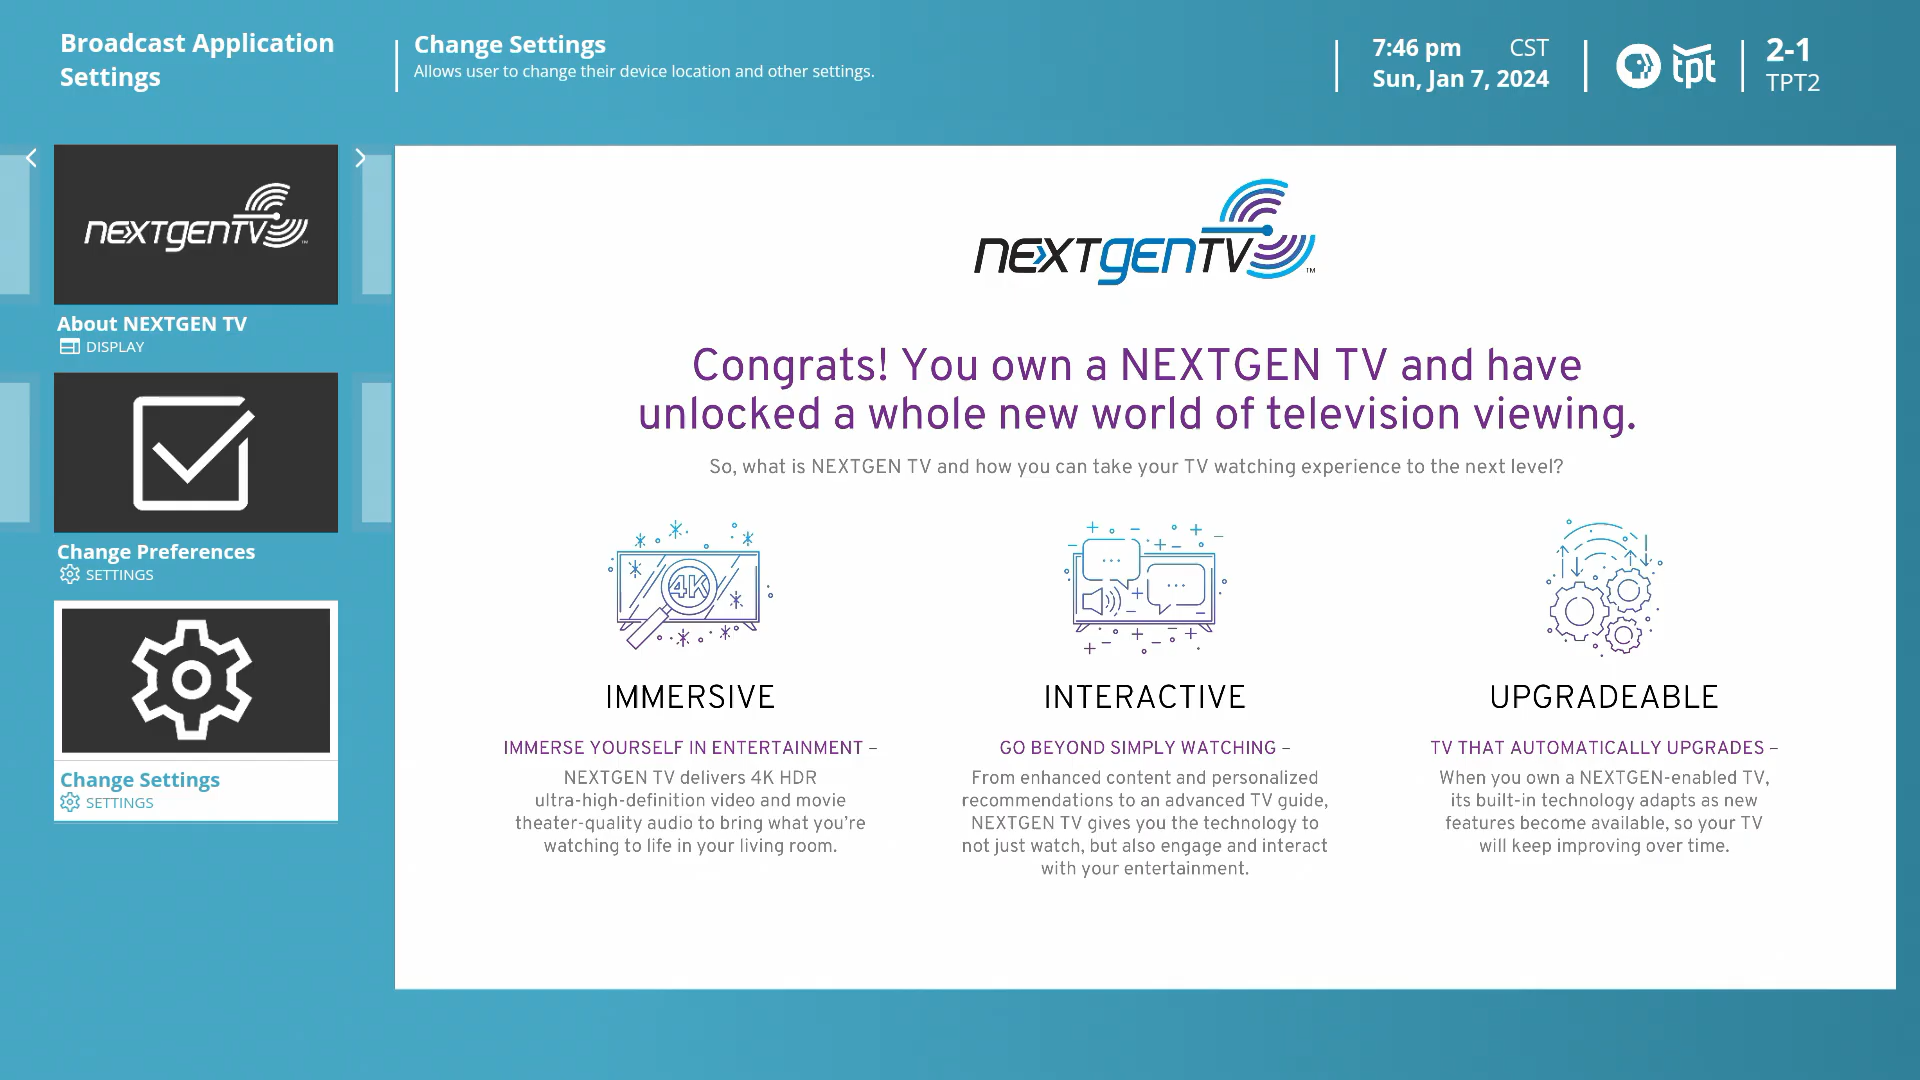 Broadcast Application
Settings
Change Settings
Allows user to change their device location and other settings.
7:46 pm CST
Sun, Jan 7, 2024
tpt
2-1
TPT2
NEXTGENTV
About NEXTGEN TV
DISPLAY
Change Preferences
SETTINGS
Change Settings
SETTINGS
NEXTGENTV™
Congrats! You own a NEXTGEN TV and have
unlocked a whole new world of television viewing.
So, what is NEXTGEN TV and how you can take your TV watching experience to the next level?
4K
IMMERSIVE
IMMERSE YOURSELF IN ENTERTAINMENT –
NEXTGEN TV delivers 4K HDR
ultra-high-definition video and movie
theater-quality audio to bring what you're
watching to life in your living room.
INTERACTIVE
GO BEYOND SIMPLY WATCHING –
From enhanced content and personalized
recommendations to an advanced TV guide,
NEXTGEN TV gives you the technology to
not just watch, but also engage and interact
with your entertainment.
UPGRADEABLE
TV THAT AUTOMATICALLY UPGRADES –
When you own a NEXTGEN-enabled TV,
its built-in technology adapts as new
features become available, so your TV
will keep improving over time.